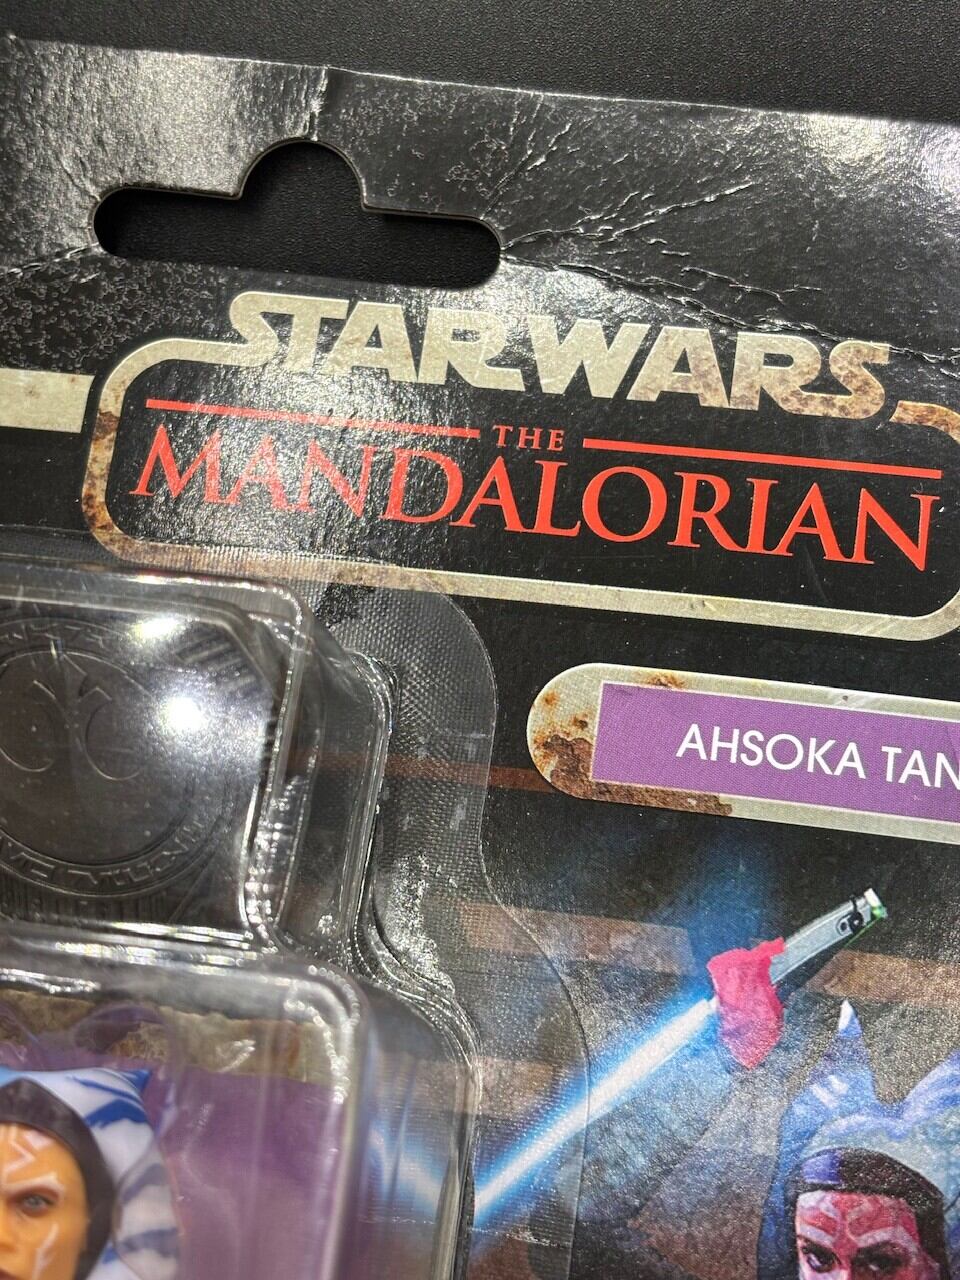 STAR WARS
THE
MANDALORIAN
AHSOKA TAN